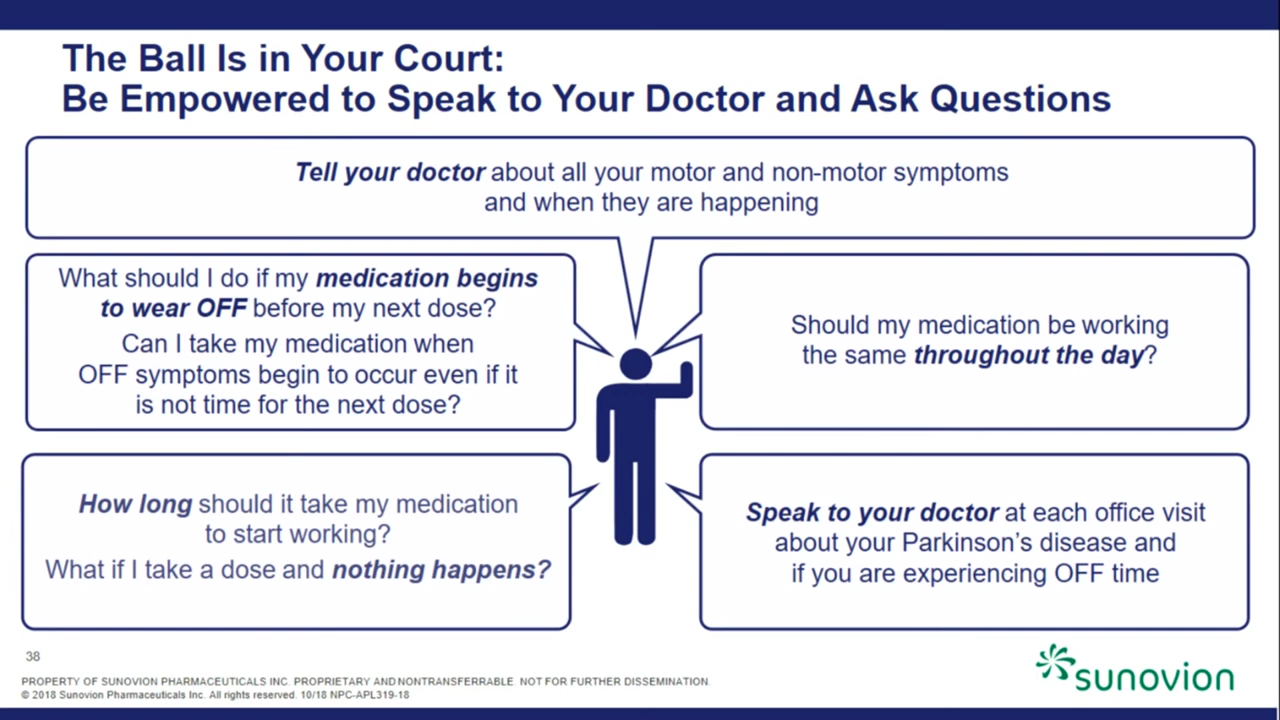 The Ball Is in Your Court:
Be Empowered to Speak to Your Doctor and Ask Questions
Tell your doctor about all your motor and non-motor symptoms
and when they are happening
What should I do if my medication begins
to wear OFF before my next dose?
Can I take my medication when
OFF symptoms begin to occur even if it
is not time for the next dose?
Should my medication be working
the same throughout the day?
How long should it take my medication
to start working?
What if I take a dose and nothing happens?
Speak to your doctor at each office visit
about your Parkinson's disease and
if you are experiencing OFF time
38
PROPERTY OF SUNOVION PHARMACEUTICALS INC. PROPRIETARY AND NONTRANSFERRABLE. NOT FOR FURTHER DISSEMINATION.
© 2018 Sunovion Pharmaceuticals Inc. All rights reserved. 10/18 NPC-APL319-18
sunovion